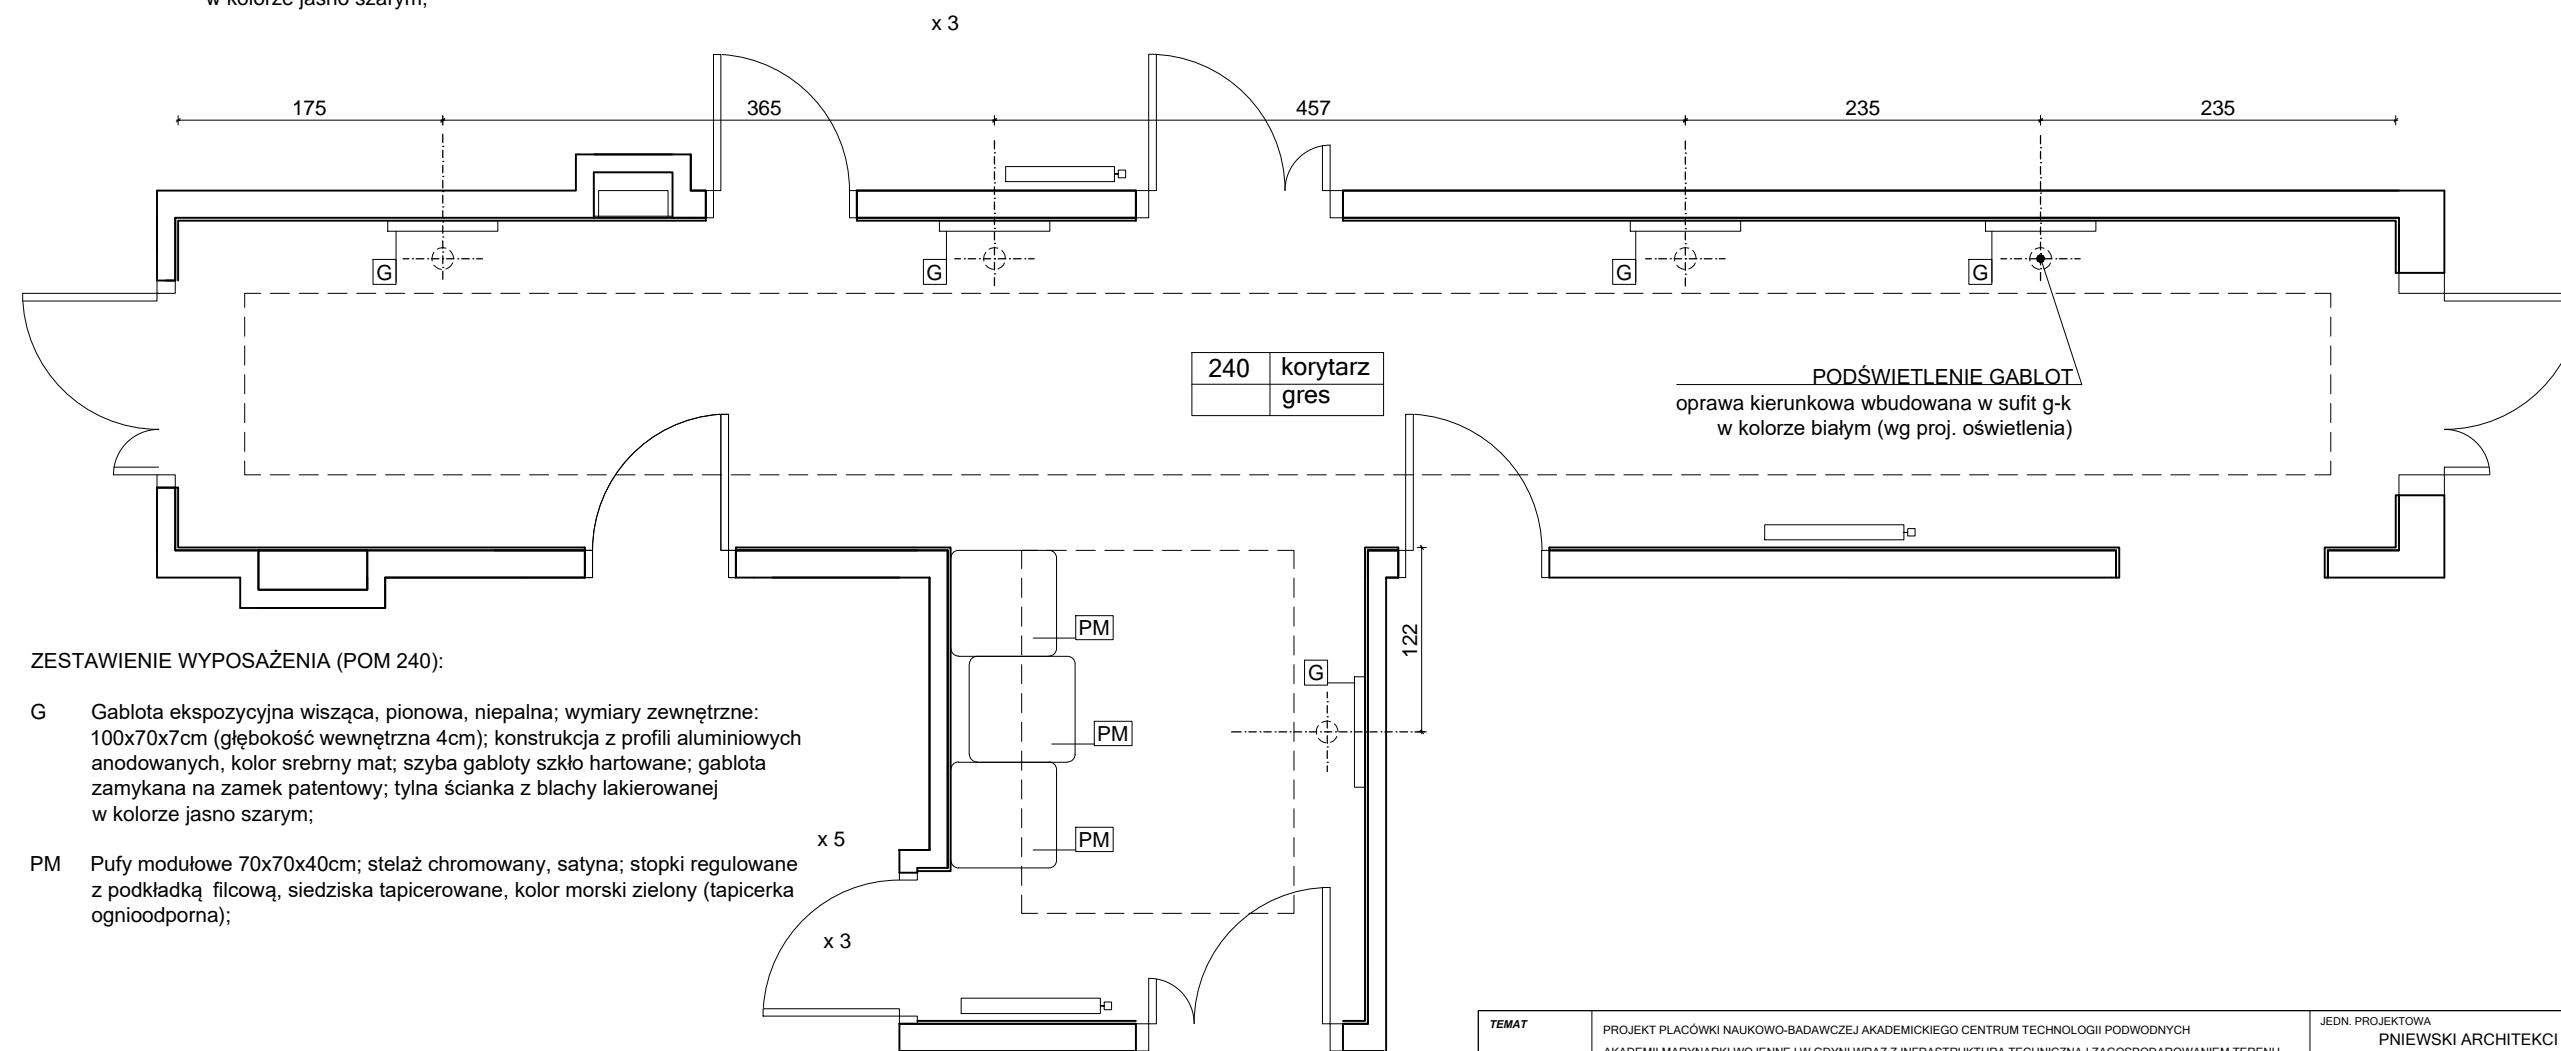 w kolorze jasno szarym;
x 3
175
365
457
235
235
G
G
G
G
240 korytarz
gres
PODŚWIETLENIE GABLOT
oprawa kierunkowa wbudowana w sufit g-k
w kolorze białym (wg proj. oświetlenia)
PM
122
G
PM
PM
ZESTAWIENIE WYPOSAŻENIA (POM 240):
G Gablota ekspozycyjna wisząca, pionowa, niepalna; wymiary zewnętrzne:
100x70x7cm (głębokość wewnętrzna 4cm); konstrukcja z profili aluminiowych
anodowanych, kolor srebrny mat; szyba gabloty szkło hartowane; gablota
zamykana na zamek patentowy; tylna ścianka z blachy lakierowanej
w kolorze jasno szarym;
x 5
PM Pufy modułowe 70x70x40cm; stelaż chromowany, satyna; stopki regulowane
z podkładką filcową, siedziska tapicerowane, kolor morski zielony (tapicerka
ognioodporna);
x 3
TEMAT
PROJEKT PLACÓWKI NAUKOWO-BADAWCZEJ AKADEMICKIEGO CENTRUM TECHNOLOGII PODWODNYCH
JEDN. PROJEKTOWA
PNIEWSKI ARCHITEKCI